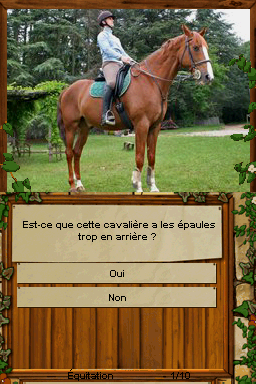 Est-ce que cette cavalière a les épaules
trop en arrière ?
Oui
Non
Équitation - 1/10